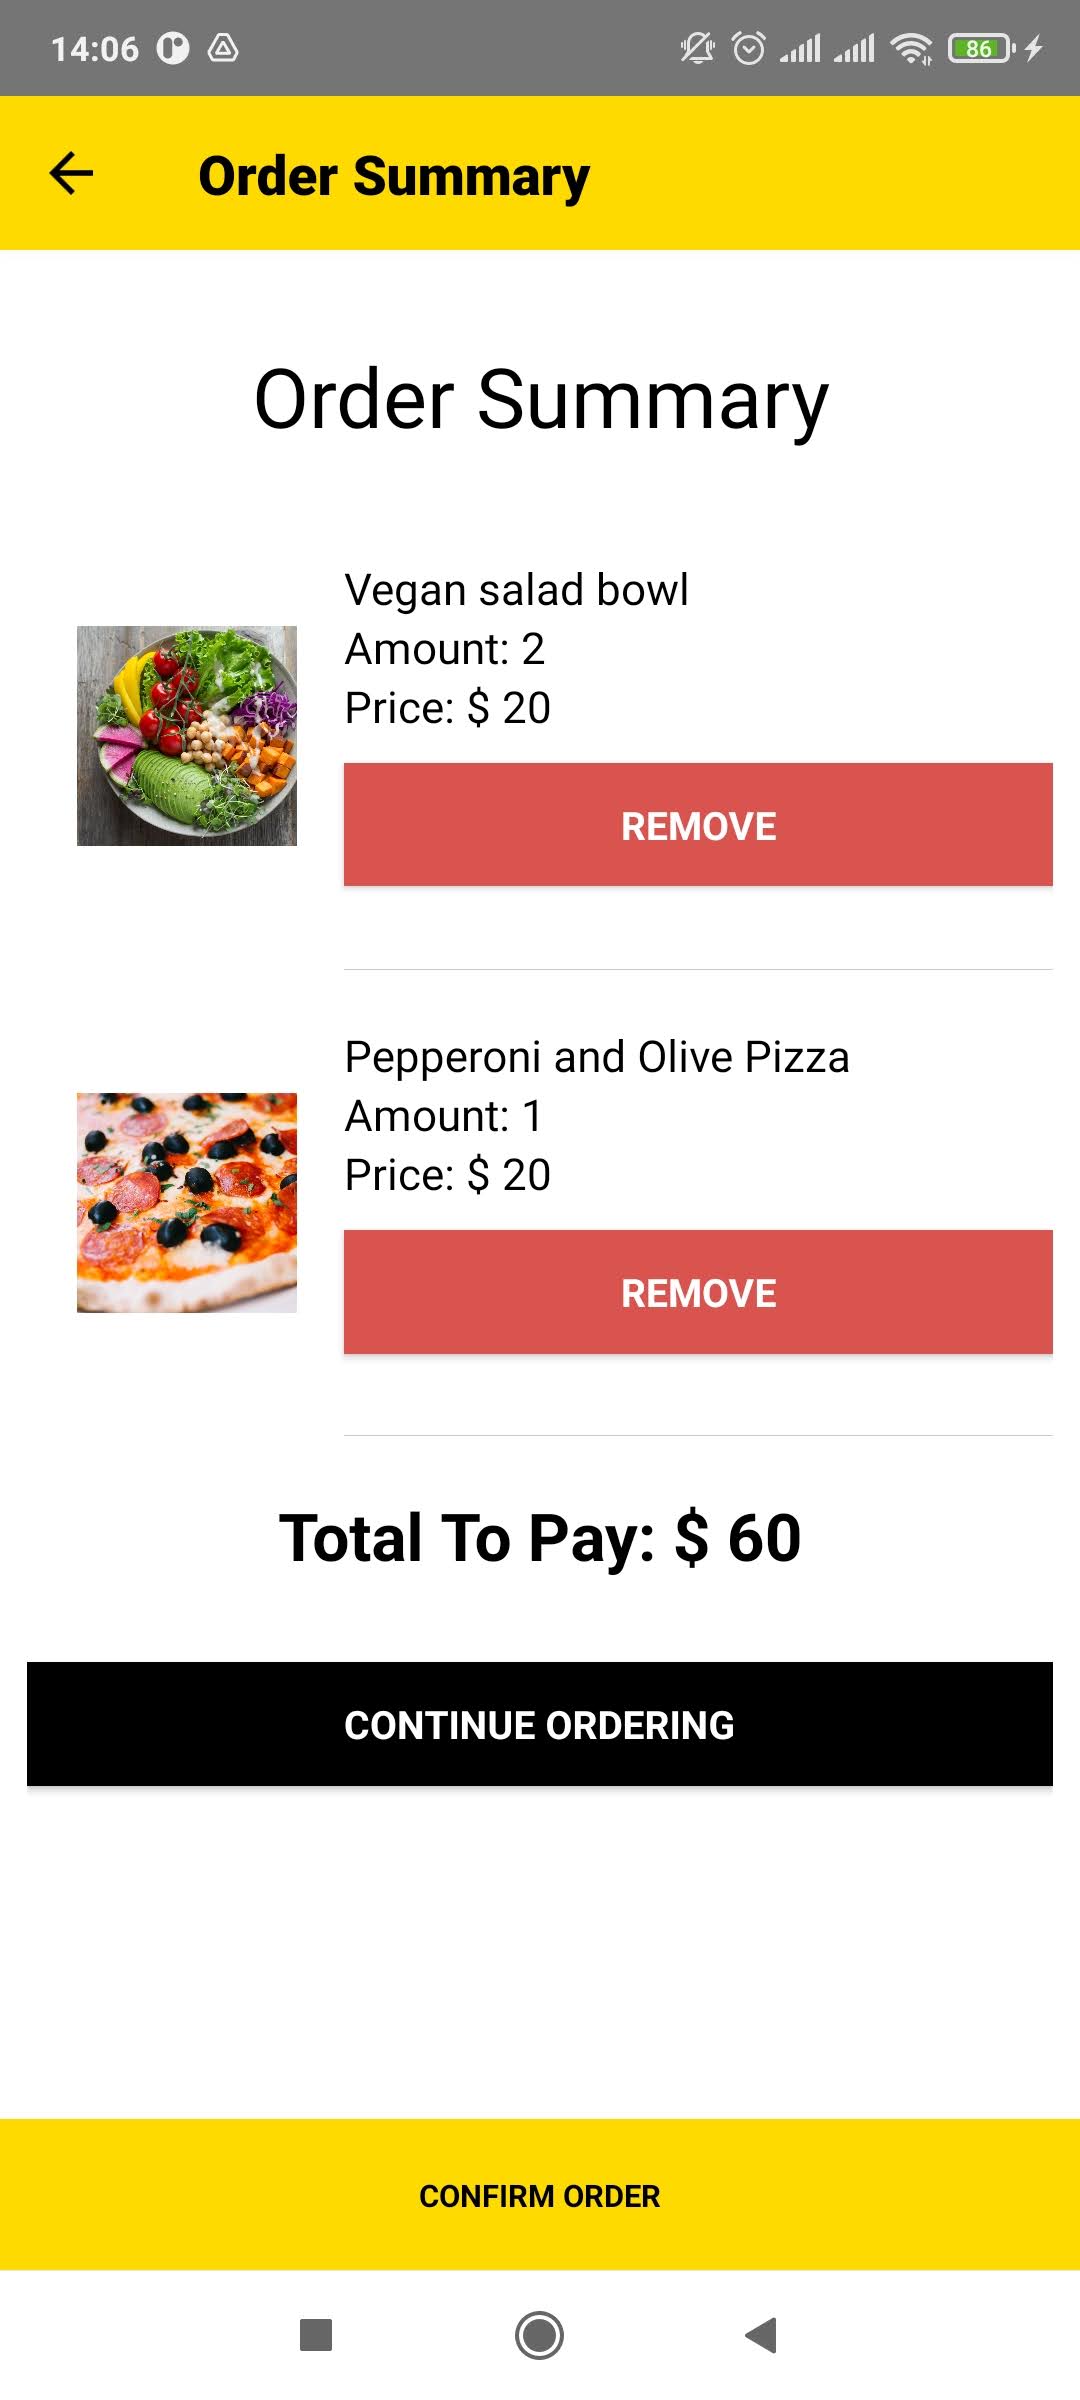 14:06
86
Order Summary
Order Summary
Vegan salad bowl
Amount: 2
Price: $ 20
REMOVE
Pepperoni and Olive Pizza
Amount: 1
Price: $ 20
REMOVE
Total To Pay: $ 60
CONTINUE ORDERING
CONFIRM ORDER